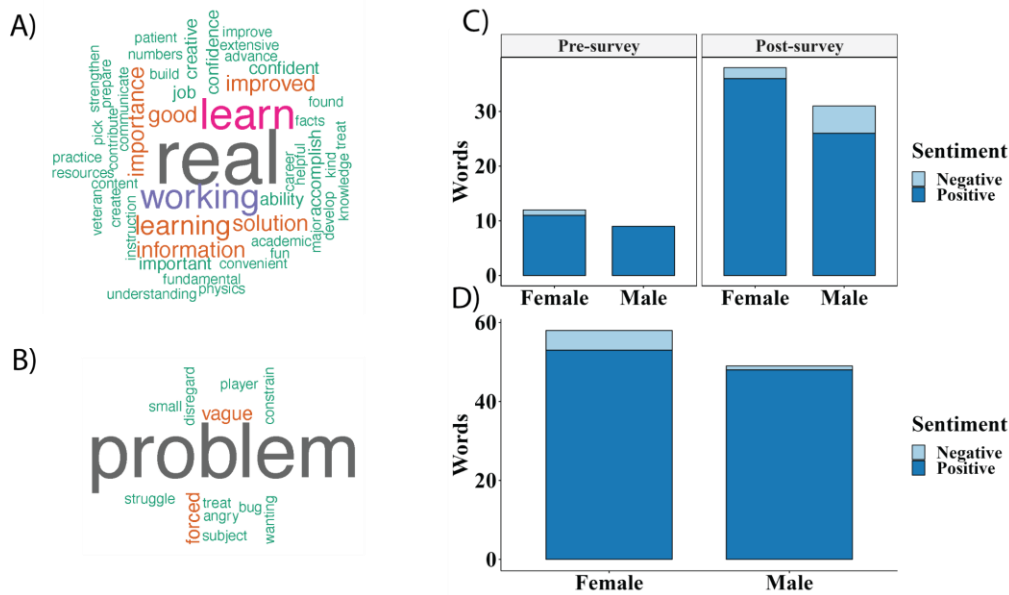 A)
patient
numbers
build
job
creative
confidence
improve
extensive
advance
confident
improved
found
facts
strengthen
prepare
pick
contribute
communicate
importance
good
learn
real
practice
resources
content
veteran
create
instruction
working
ability
career
helpful
major
accomplish
kind
develop
treat
knowledge
learning
solution
information
academic
fun
important
convenient
fundamental
understanding
physics
B)
small
disregard
player
constrain
vague
problem
struggle
forced
treat
angry
bug
wanting
subject
C)
Pre-survey
Post-survey
Words
30
20
10
0
Female
Male
Female
Male
Sentiment
Negative
Positive
D)
Words
60
40
20
0
Female
Male
Sentiment
Negative
Positive